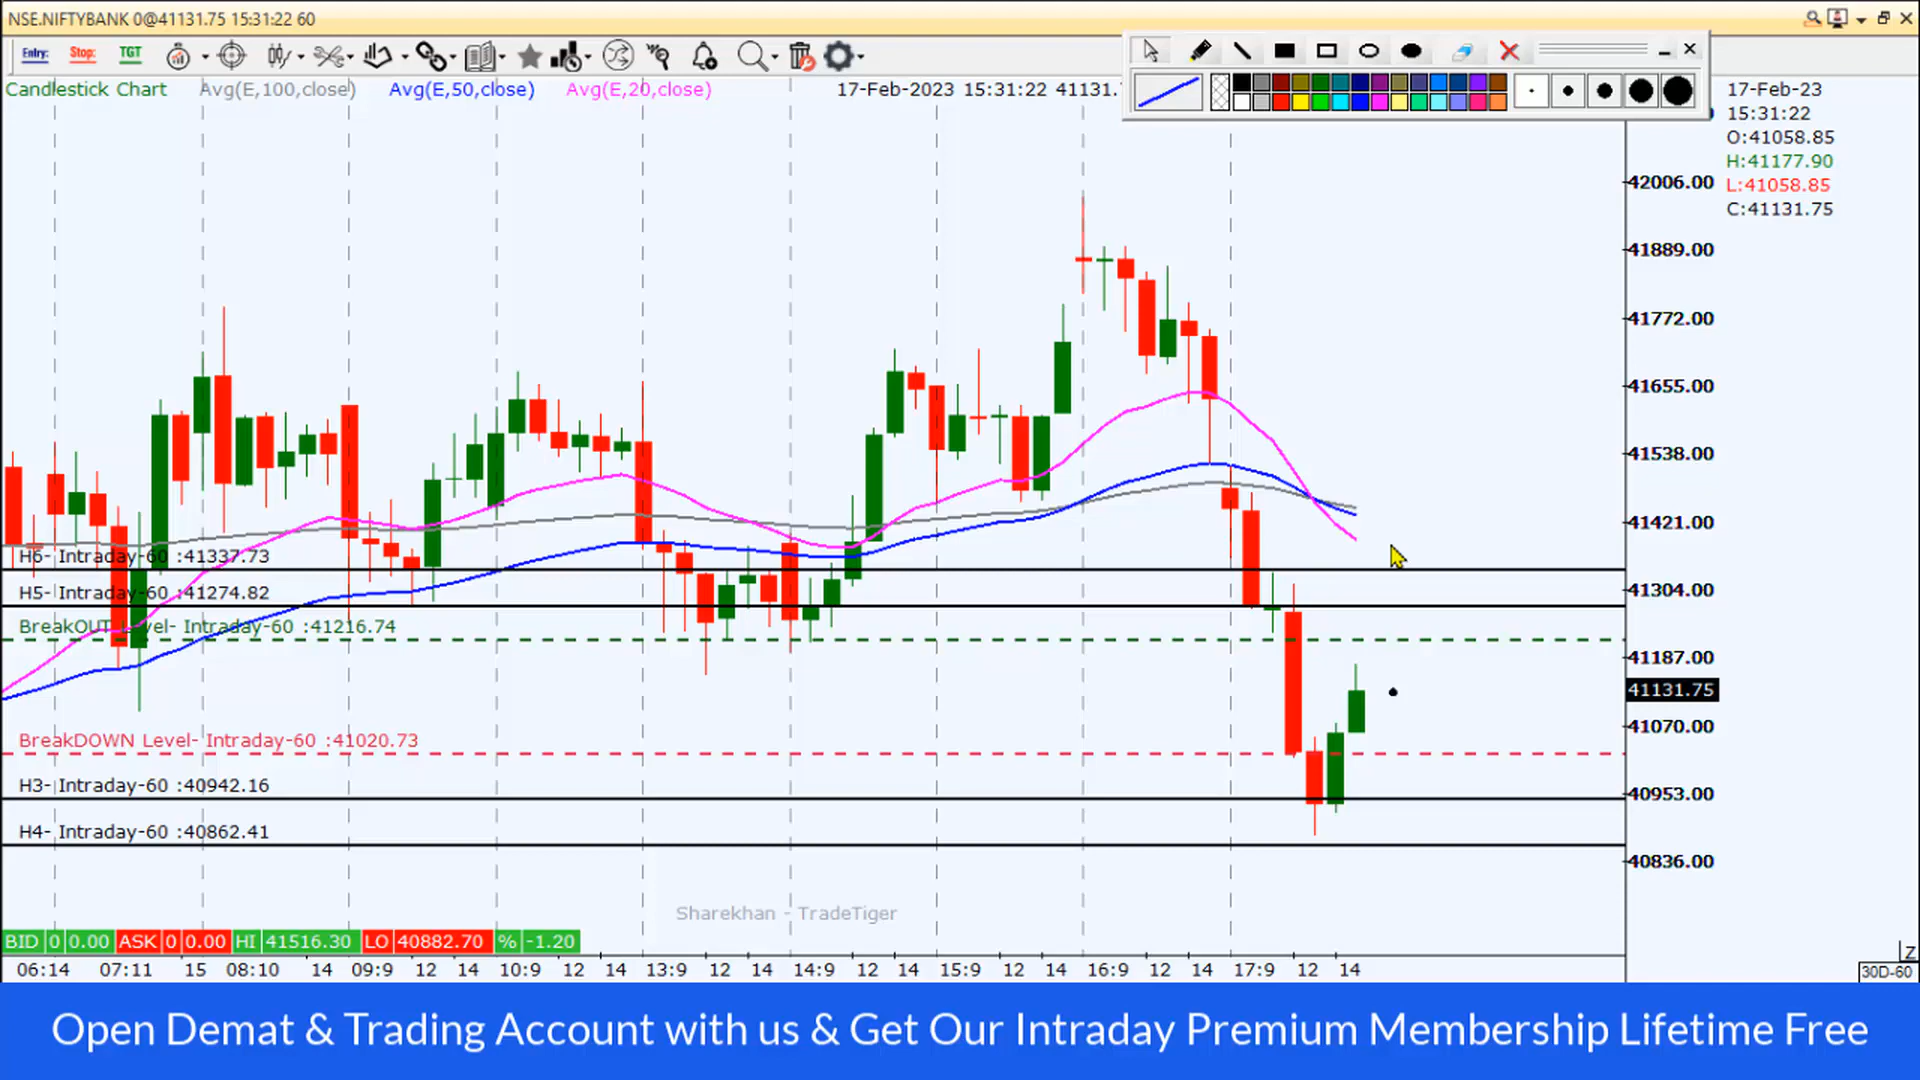 NSE.NIFTYBANK 0@41131.75 15:31:22 60
Entry: Stop: TGT
Candlestick Chart Avg(E,100,close) Avg(E,50,close) Avg(E,20,close) 17-Feb-2023 15:31:22 41131.
17-Feb-23
15:31:22
O:41058.85
H:41177.90
L:41058.85
C:41131.75
42006.00
41889.00
41772.00
41655.00
41538.00
41421.00
41304.00
41187.00
41131.75
41070.00
40953.00
40836.00
H6- Intraday-60 :41337.73
H5- Intraday-60 :41274.82
BreakOUT Level- Intraday-60 :41216.74
BreakDOWN Level- Intraday-60 :41020.73
H3- Intraday-60 :40942.16
H4- Intraday-60 :40862.41
Sharekhan - TradeTiger
BID 0 0.00 ASK 0 0.00 HI 41516.30 LO 40882.70 % -1.20
Z
06:14 07:11 15 08:10 14 09:9 12 14 10:9 12 14 13:9 12 14 14:9 12 14 15:9 12 14 16:9 12 14 17:9 12 14
30D-60
Open Demat & Trading Account with us & Get Our Intraday Premium Membership Lifetime Free